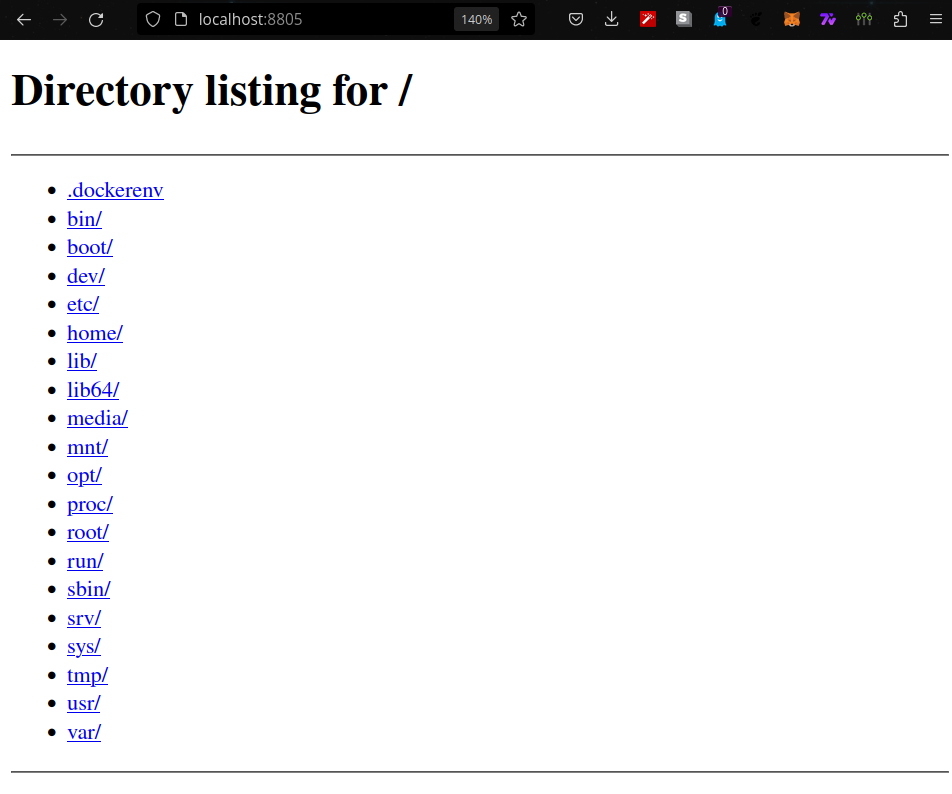 localhost:8805
140%
0
S
Directory listing for /
.dockerenv
bin/
boot/
dev/
etc/
home/
lib/
lib64/
media/
mnt/
opt/
proc/
root/
run/
sbin/
srv/
sys/
tmp/
usr/
var/